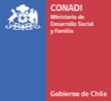 CONADI
Ministerio de
Desarrollo Social
y Familia
Gobierno de Chile